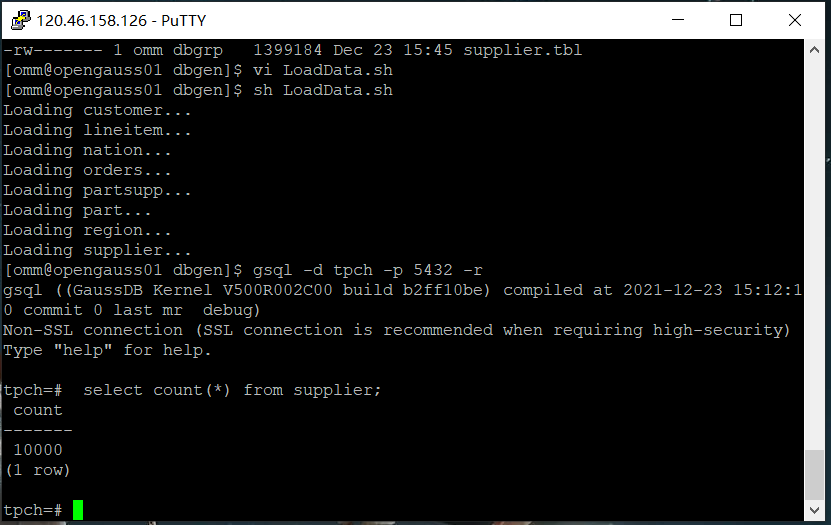 120.46.158.126 - PuTTY
-rw------- 1 omm dbgrp   1399184 Dec 23 15:45 supplier.tbl
[omm@opengauss01 dbgen]$ vi LoadData.sh
[omm@opengauss01 dbgen]$ sh LoadData.sh
Loading customer...
Loading lineitem...
Loading nation...
Loading orders...
Loading partsupp...
Loading part...
Loading region...
Loading supplier...
[omm@opengauss01 dbgen]$ gsql -d tpch -p 5432 -r
gsql ((GaussDB Kernel V500R002C00 build b2ff10be) compiled at 2021-12-23 15:12:1
0 commit 0 last mr  debug)
Non-SSL connection (SSL connection is recommended when requiring high-security)
Type "help" for help.
tpch=#  select count(*) from supplier;
 count
-------
 10000
(1 row)
tpch=#